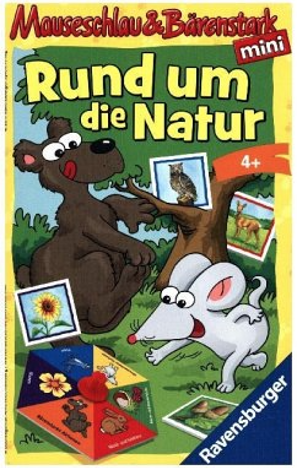 Mauseschlau & Bärenstark
mini
Rund um
die Natur
4+
Ravensburger